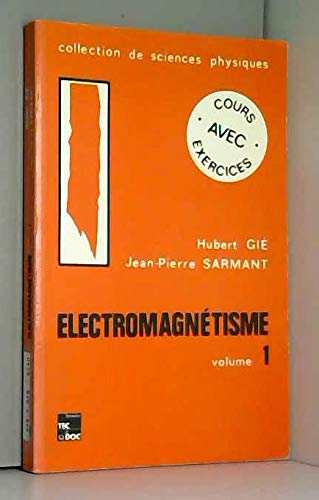 collection de sciences physiques
COURS
AVEC
EXERCICES
Hubert GIÉ
Jean-Pierre SARMANT
ELECTROMAGNÉTISME
volume 1
TEC
& DOC